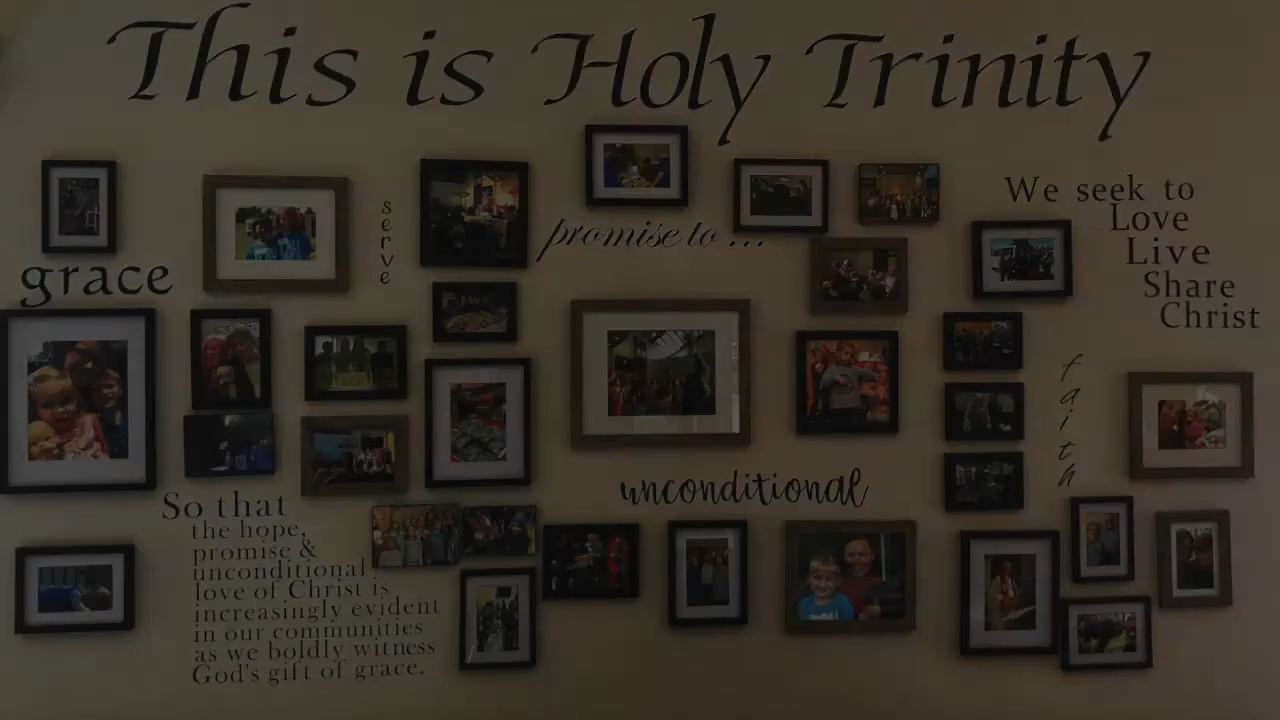 This is Holy Trinity
serve
promise to ...
We seek to
Love
Live
Share
Christ
grace
faith
unconditional
So that
the hope,
promise &
unconditional
love of Christ is
increasingly evident
in our communities
as we boldly witness
God's gift of grace.